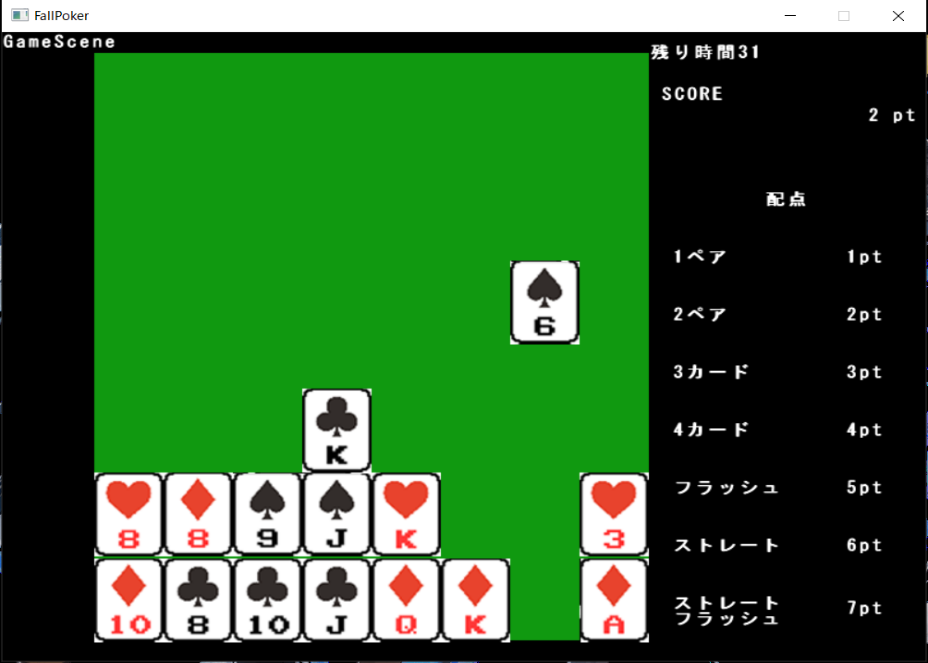 FallPoker
GameScene
残り時間31
SCORE
2 pt
配点
1ペア 1pt
2ペア 2pt
3カード 3pt
4カード 4pt
フラッシュ 5pt
ストレート 6pt
ストレート
フラッシュ 7pt
6
K
8 8 9 J K 3
10 8 10 J Q K A